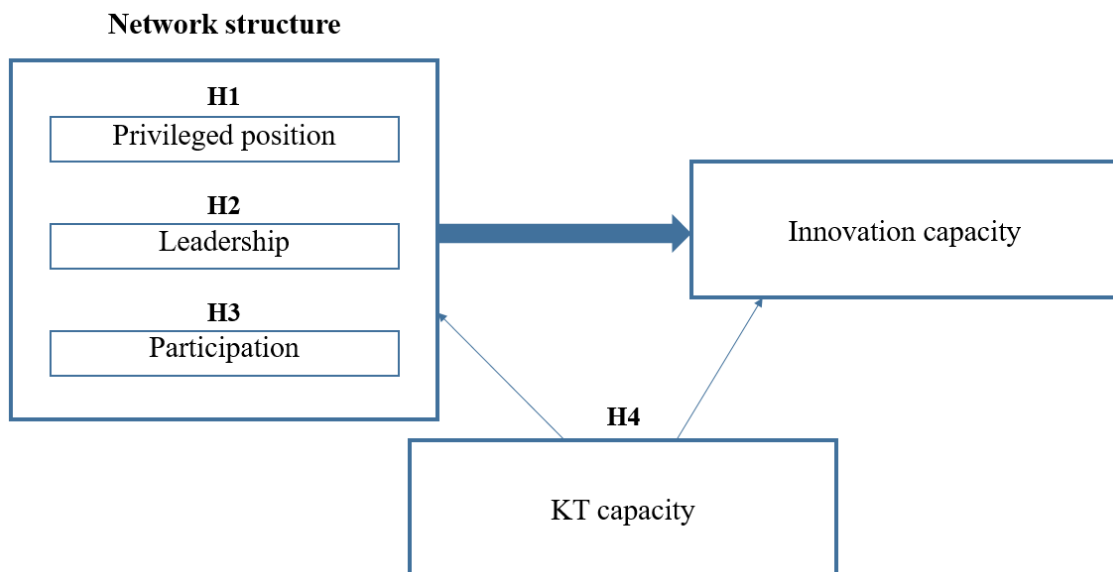 Network structure
H1
Privileged position
H2
Leadership
H3
Participation
Innovation capacity
H4
KT capacity